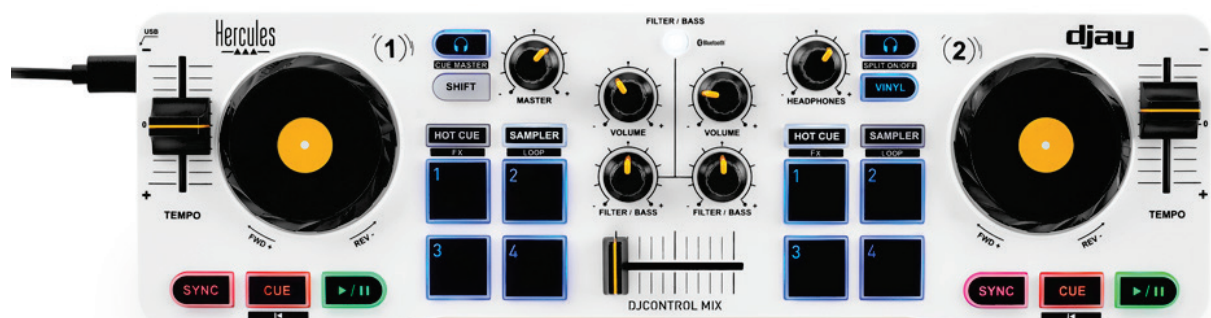 USB
Hercules
(1)
CUE MASTER
SHIFT
MASTER
FILTER / BASS
Bluetooth
HEADPHONES
SPLIT ON/OFF
VINYL
(2)
djay
-
0
+
TEMPO
FWD +
REV -
HOT CUE
SAMPLER
FX
LOOP
1
2
3
4
- VOLUME +
- VOLUME +
- FILTER / BASS +
- FILTER / BASS +
HOT CUE
SAMPLER
FX
LOOP
1
2
3
4
-
0
+
TEMPO
FWD +
REV -
SYNC
CUE
DJCONTROL MIX
SYNC
CUE